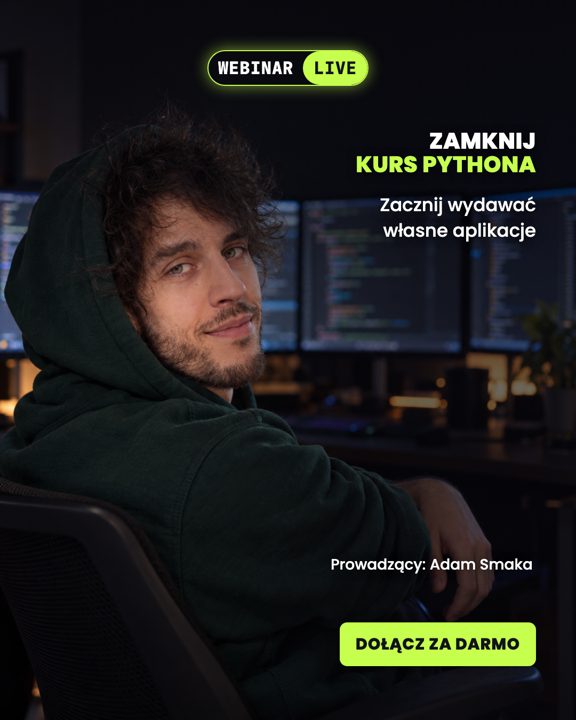 WEBINAR LIVE
ZAMKNIJ
KURS PYTHONA
Zacznij wydawać
własne aplikacje
Prowadzący: Adam Smaka
DOŁĄCZ ZA DARMO